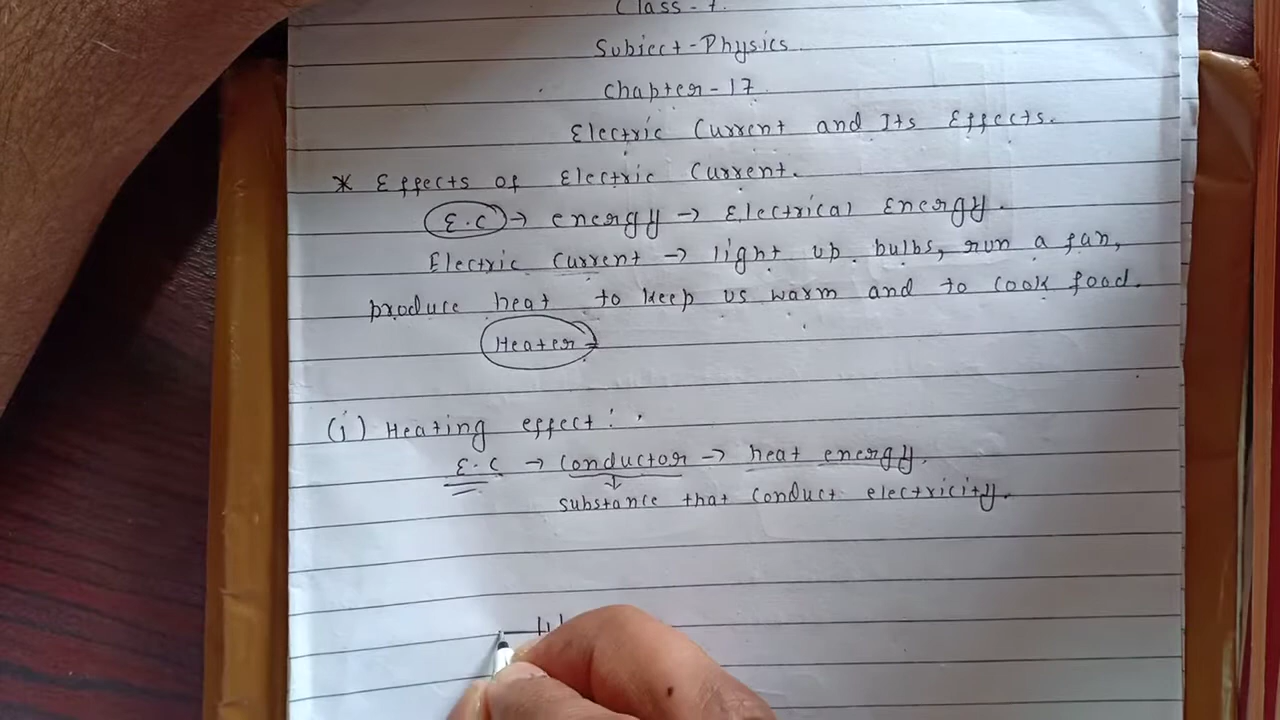 Class - 7.
Subject - Physics
Chapter - 17
Electric Current and Its Effects.
* Effects of Electric Current.
E.C → energy → Electrical Energy.
Electric Current → light up bulbs, run a fan,
produce heat to keep us warm and to cook food.
Heater
(i) Heating effect :
E.C → conductor → heat energy.
↓
substance that conduct electricity.